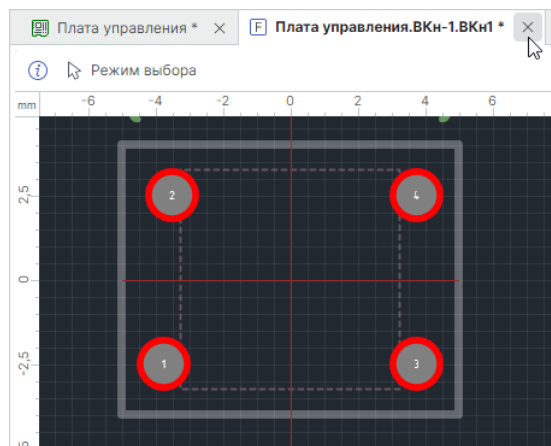 Плата управления *
F Плата управления.ВКн-1.ВКн1 *
Режим выбора
mm -6 -4 -2 0 2 4 6
2,5
2 4
0
-2,5
1 3